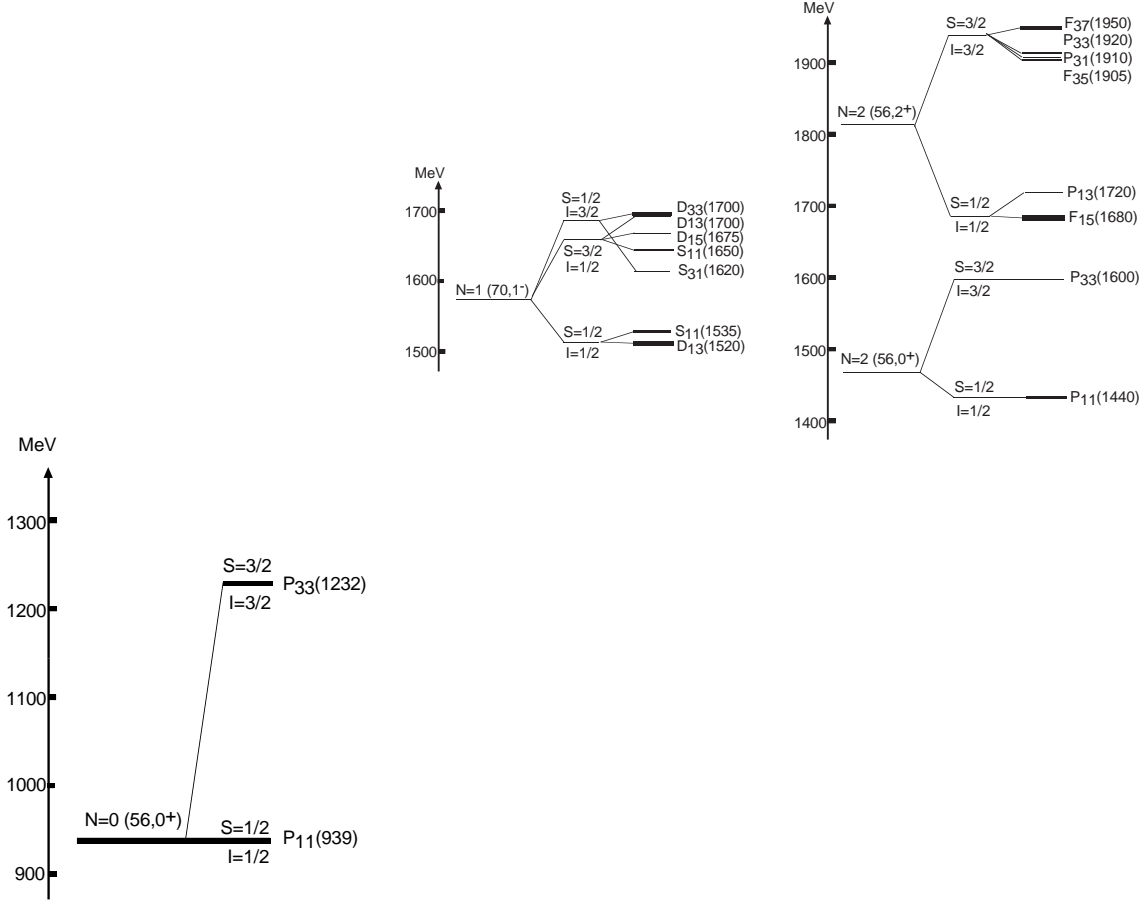 MeV
1900
1800
1700
1600
1500
1400
N=2 (56,2+)
S=3/2
I=3/2
F37(1950)
P33(1920)
P31(1910)
F35(1905)
S=1/2
I=1/2
P13(1720)
F15(1680)
N=2 (56,0+)
S=3/2
I=3/2
P33(1600)
S=1/2
I=1/2
P11(1440)
MeV
1700
1600
1500
N=1 (70,1-)
S=1/2
I=3/2
S=3/2
I=1/2
D33(1700)
D13(1700)
D15(1675)
S11(1650)
S31(1620)
S=1/2
I=1/2
S11(1535)
D13(1520)
MeV
1300
1200
1100
1000
900
S=3/2
I=3/2
P33(1232)
N=0 (56,0+)
S=1/2
I=1/2
P11(939)